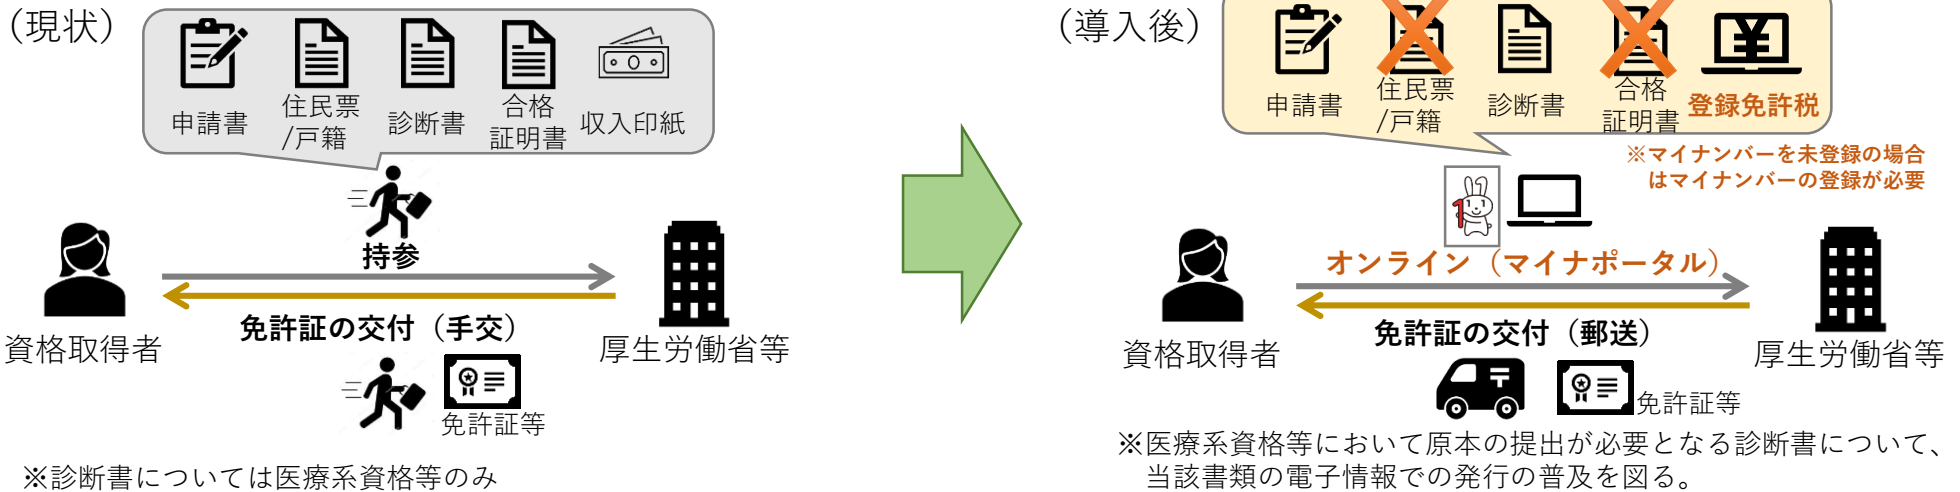 （現状）
申請書
住民票
/戸籍
診断書
合格
証明書
収入印紙
持参
免許証の交付（手交）
資格取得者
厚生労働省等
免許証等
※診断書については医療系資格等のみ
（導入後）
申請書
住民票
/戸籍
診断書
合格
証明書
登録免許税
※マイナンバーを未登録の場合
はマイナンバーの登録が必要
1
オンライン（マイナポータル）
免許証の交付（郵送）
資格取得者
厚生労働省等
〒
免許証等
※医療系資格等において原本の提出が必要となる診断書について、
当該書類の電子情報での発行の普及を図る。